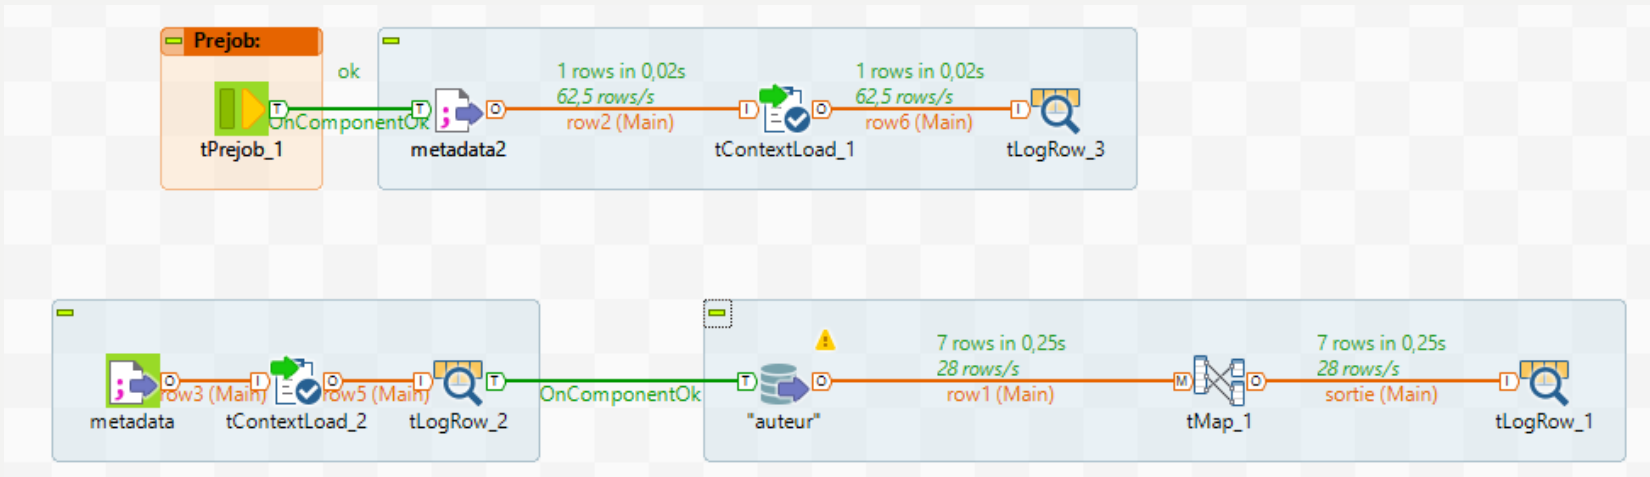 Prejob:
ok
1 rows in 0,02s
62,5 rows/s
row2 (Main)
1 rows in 0,02s
62,5 rows/s
row6 (Main)
T
T
O
I
O
I
OnComponentOk
tPrejob_1
metadata2
tContextLoad_1
tLogRow_3
7 rows in 0,25s
28 rows/s
row1 (Main)
7 rows in 0,25s
28 rows/s
sortie (Main)
O
I
O
I
T
T
O
M
O
I
row3 (Main)
row5 (Main)
OnComponentOk
metadata
tContextLoad_2
tLogRow_2
"auteur"
tMap_1
tLogRow_1